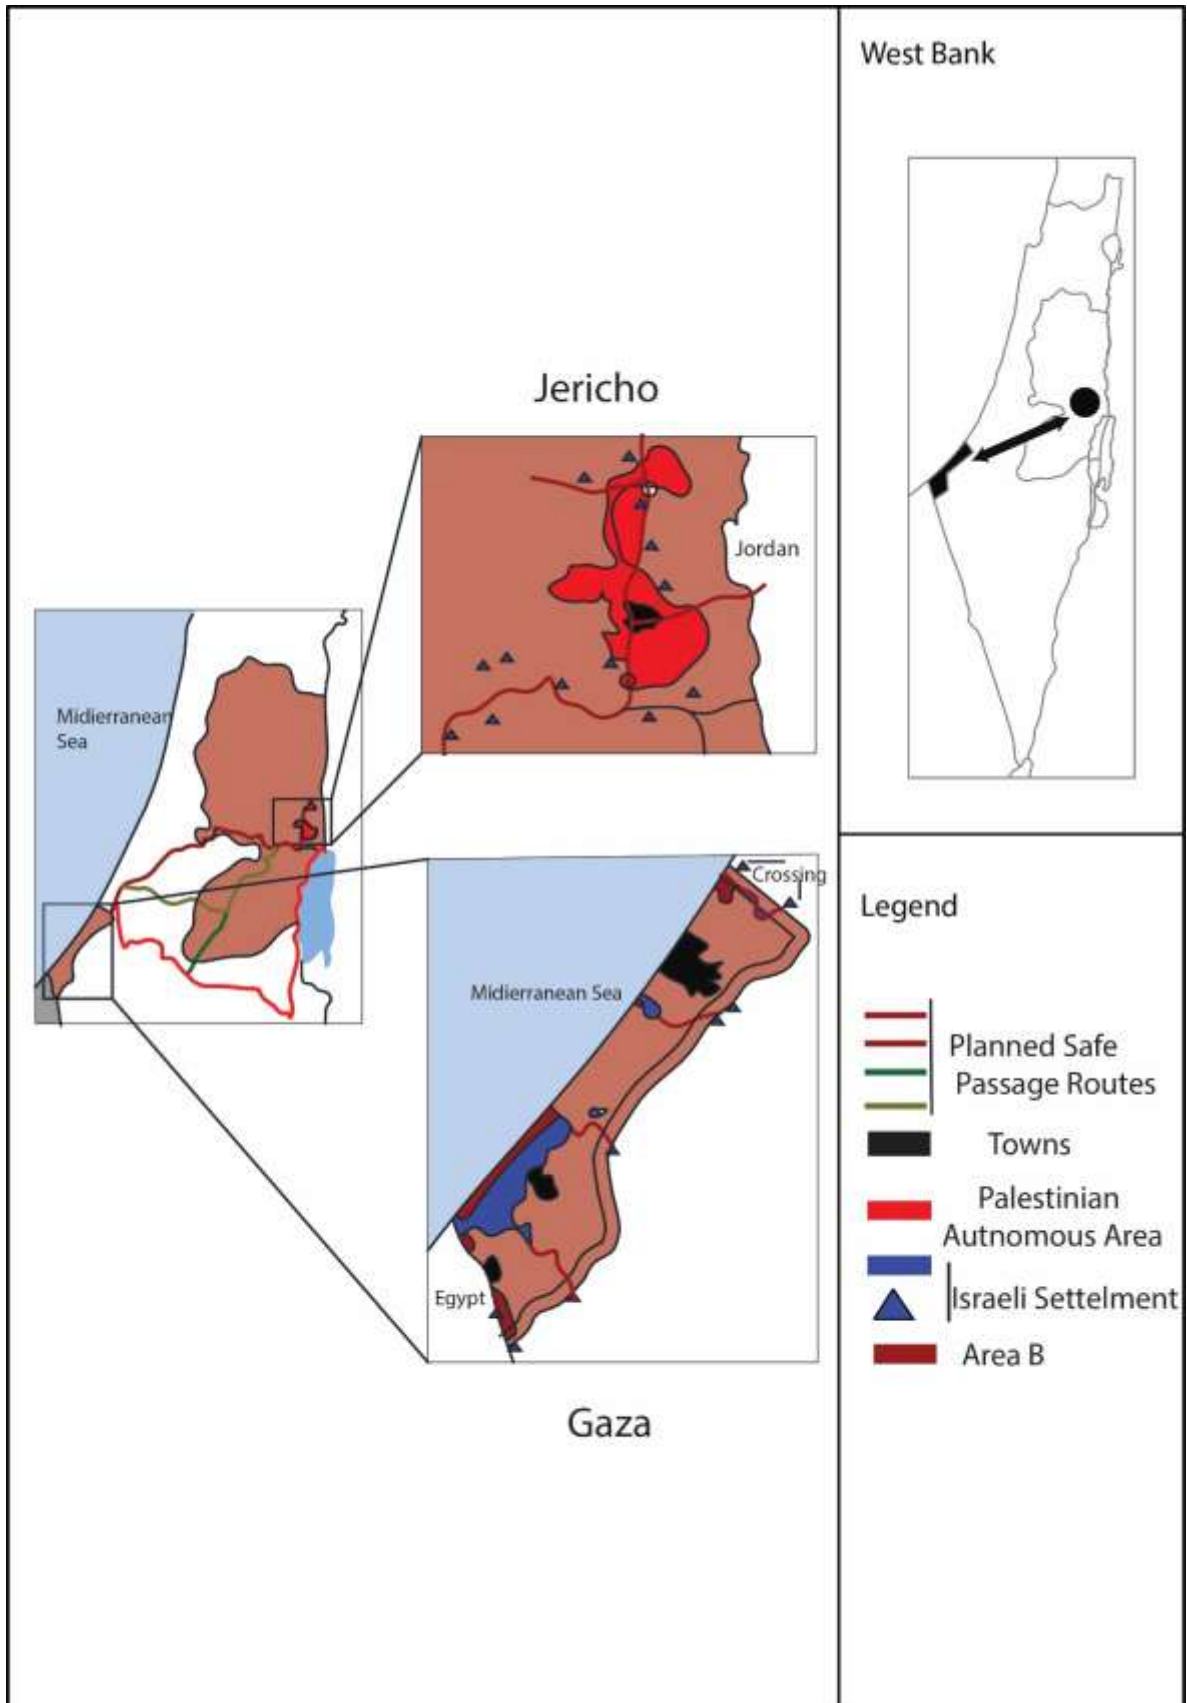 West Bank
Jericho
Jordan
Midierranean
Sea
Crossing
Midierranean Sea
Egypt
Gaza
Legend
Planned Safe
Passage Routes
Towns
Palestinian
Autnomous Area
Israeli Settelment
Area B